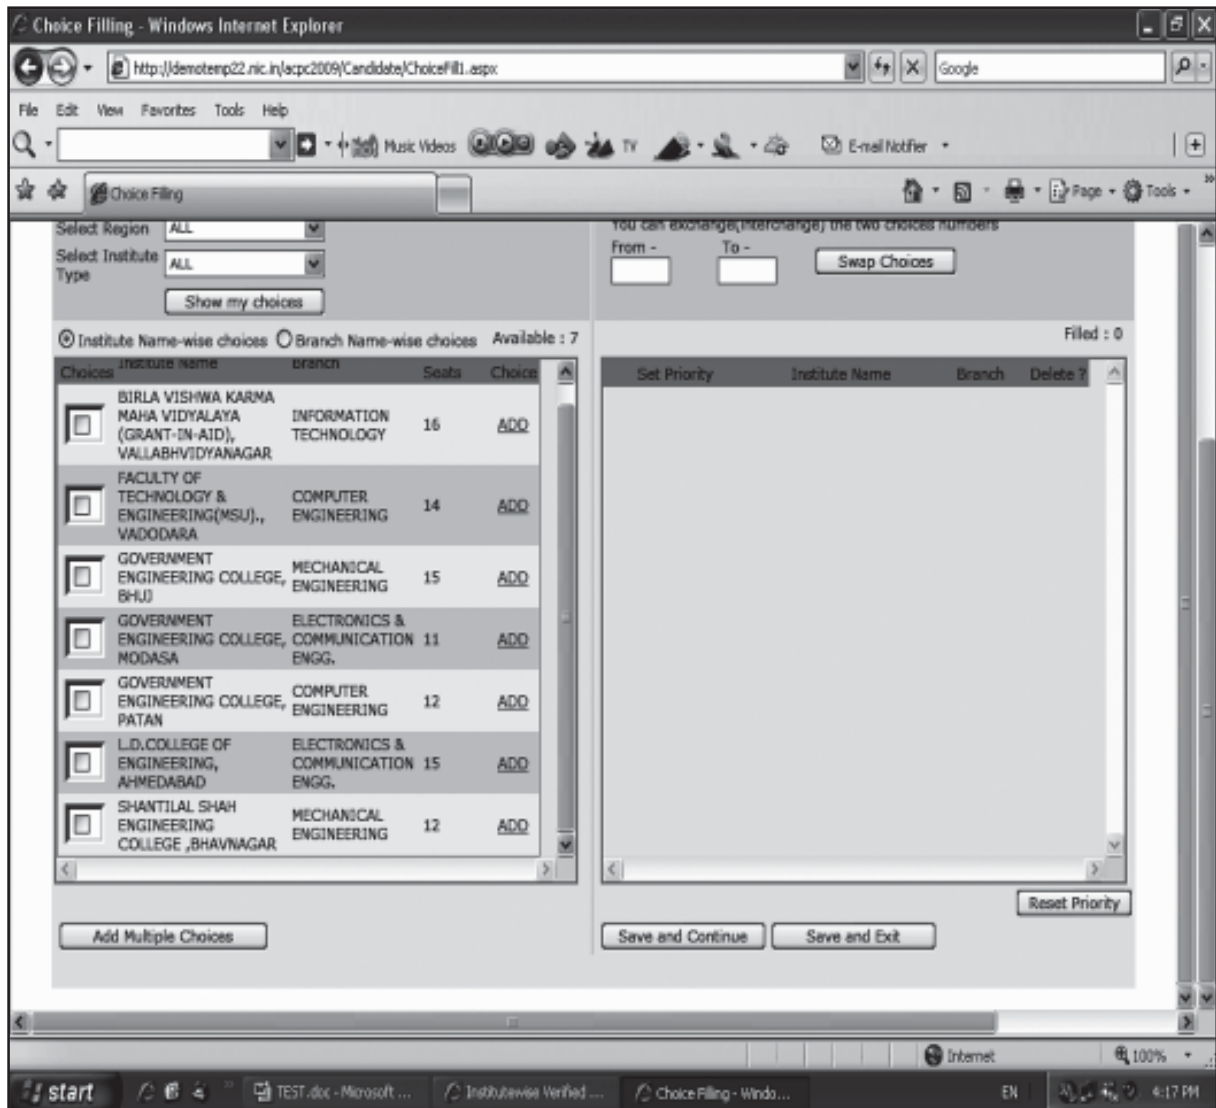 Choice Filling - Windows Internet Explorer
http://demotemp22.nic.in/acpc2009/Candidate/ChoiceFill1.aspx
Google
File Edit View Favorites Tools Help
Music Videos TV E-mail Notifier
Choice Filling
Page Tools
Select Region ALL
Select Institute Type ALL
Show my choices
You can exchange(interchange) the two choices numbers
From - To -
Swap Choices
Institute Name-wise choices Branch Name-wise choices Available : 7
Filled : 0
Choices Institute Name Branch Seats Choice
BIRLA VISHWA KARMA
MAHA VIDYALAYA
(GRANT-IN-AID),
VALLABHVIDYANAGAR
INFORMATION
TECHNOLOGY
16 ADD
FACULTY OF
TECHNOLOGY &
ENGINEERING(MSU).,
VADODARA
COMPUTER
ENGINEERING
14 ADD
GOVERNMENT
ENGINEERING COLLEGE,
BHUJ
MECHANICAL
ENGINEERING
15 ADD
GOVERNMENT
ENGINEERING COLLEGE,
MODASA
ELECTRONICS &
COMMUNICATION
ENGG.
11 ADD
GOVERNMENT
ENGINEERING COLLEGE,
PATAN
COMPUTER
ENGINEERING
12 ADD
L.D.COLLEGE OF
ENGINEERING,
AHMEDABAD
ELECTRONICS &
COMMUNICATION
ENGG.
15 ADD
SHANTILAL SHAH
ENGINEERING
COLLEGE ,BHAVNAGAR
MECHANICAL
ENGINEERING
12 ADD
Set Priority Institute Name Branch Delete ?
Reset Priority
Add Multiple Choices
Save and Continue Save and Exit
Internet 100%
start TEST.doc - Microsoft ... Institutewise Verified .... Choice Filing - Windo... EN 4:17 PM